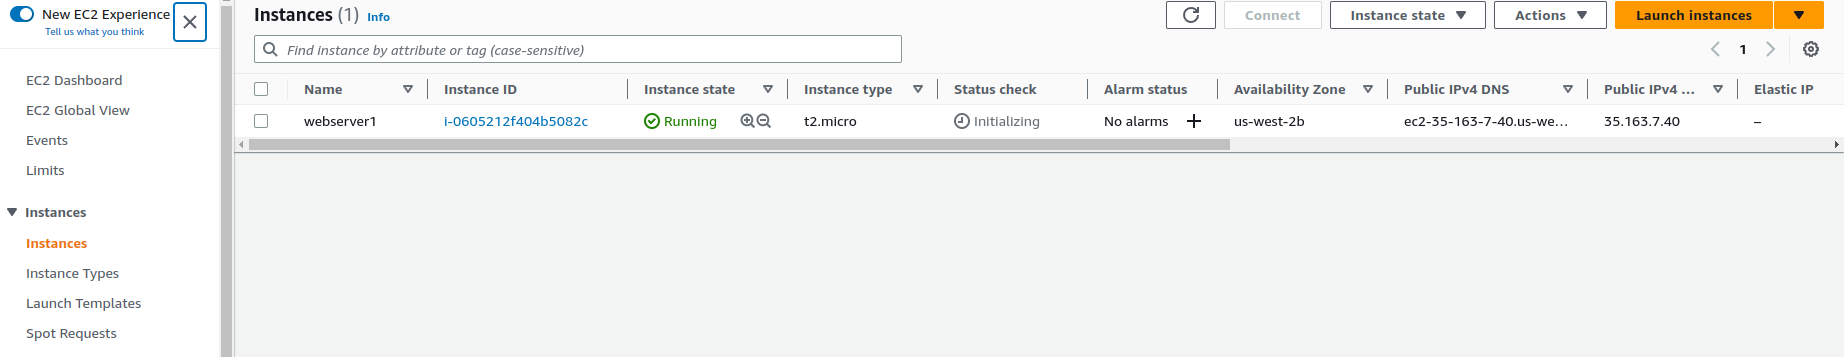 New EC2 Experience
Tell us what you think
EC2 Dashboard
EC2 Global View
Events
Limits
Instances
Instances
Instance Types
Launch Templates
Spot Requests
Instances (1) Info
Connect
Instance state
Actions
Launch instances
Find instance by attribute or tag (case-sensitive)
1
Name Instance ID Instance state Instance type Status check Alarm status Availability Zone Public IPv4 DNS Public IPv4 ... Elastic IP
webserver1 i-0605212f404b5082c Running t2.micro Initializing No alarms + us-west-2b ec2-35-163-7-40.us-we... 35.163.7.40 –